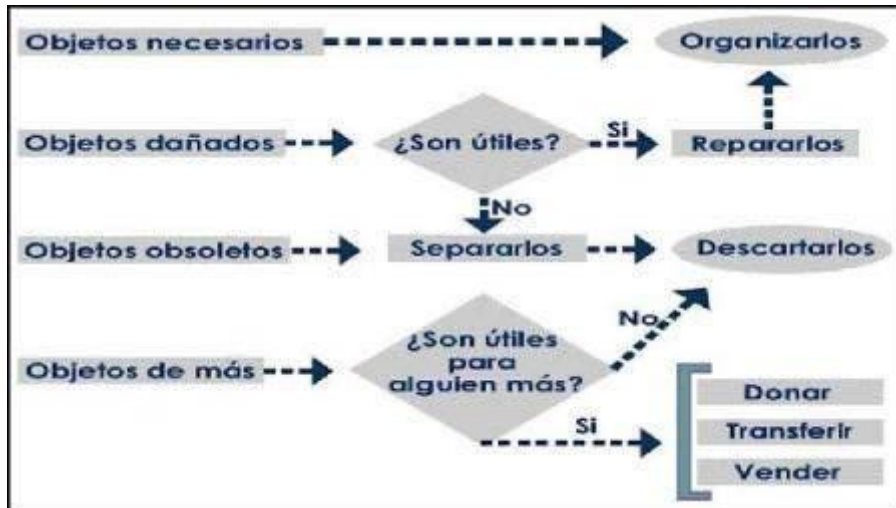 Objetos necesarios
Organizarlos
Objetos dañados
¿Son útiles?
Si
Repararlos
No
Objetos obsoletos
Separarlos
Descartarlos
Objetos de más
¿Son útiles
para
alguien más?
No
Si
Donar
Transferir
Vender